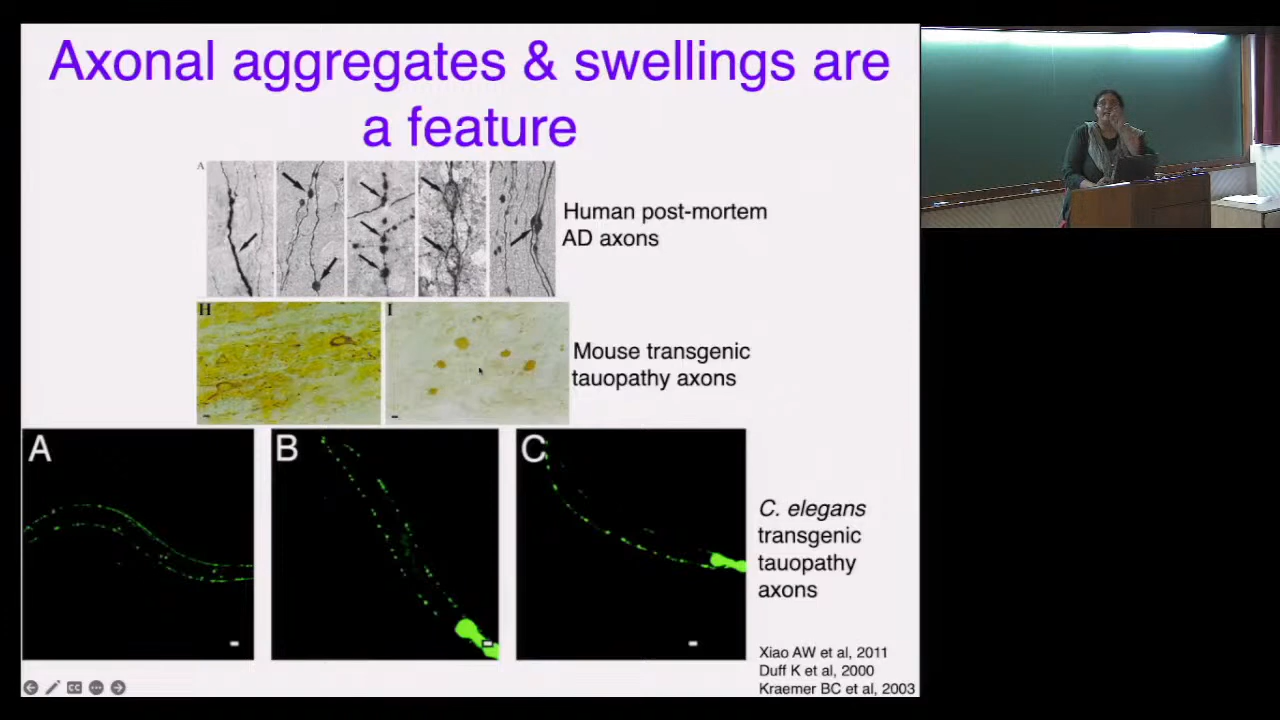 Axonal aggregates & swellings are
a feature
A
Human post-mortem
AD axons
H
I
Mouse transgenic
tauopathy axons
A
B
C
C. elegans
transgenic
tauopathy
axons
Xiao AW et al, 2011
Duff K et al, 2000
Kraemer BC et al, 2003
CC